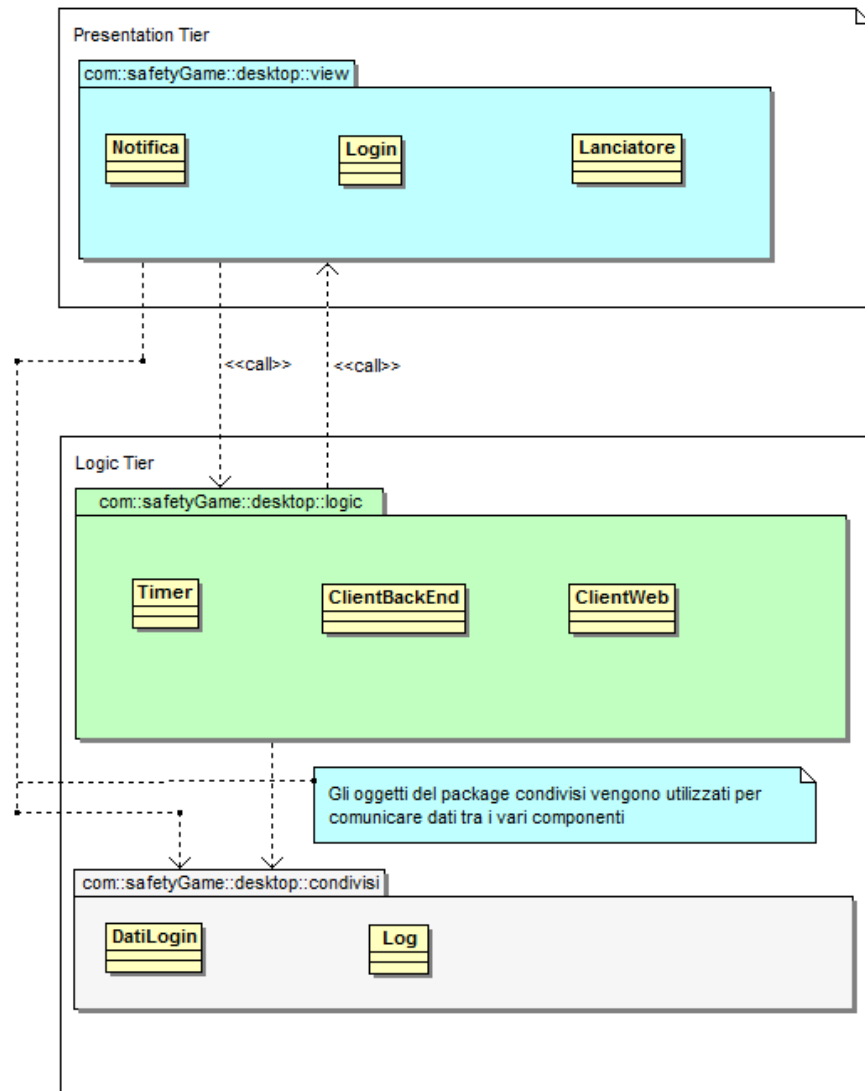 Presentation Tier
com::safetyGame::desktop::view
Notifica
Login
Lanciatore
<<call>>
<<call>>
Logic Tier
com::safetyGame::desktop::logic
Timer
ClientBackEnd
ClientWeb
Gli oggetti del package condivisi vengono utilizzati per
comunicare dati tra i vari componenti
com::safetyGame::desktop::condivisi
DatiLogin
Log